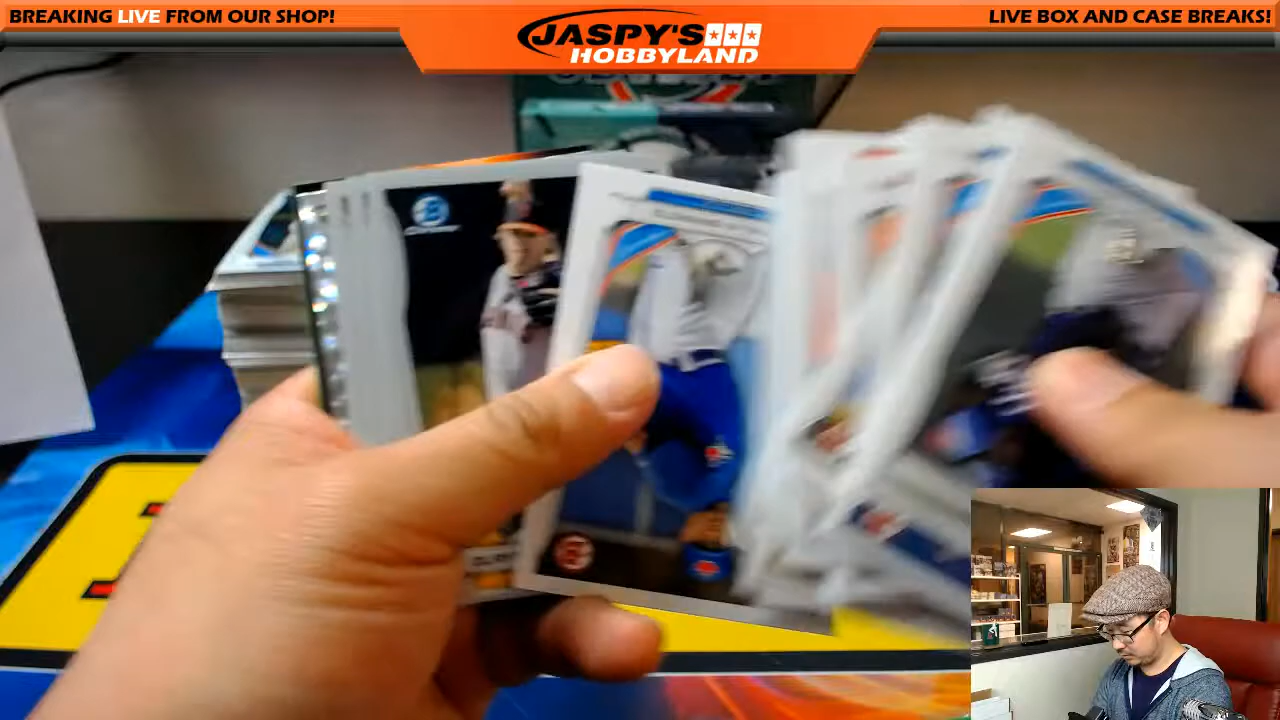 BREAKING LIVE FROM OUR SHOP!
JASPY'S
HOBBYLAND
LIVE BOX AND CASE BREAKS!